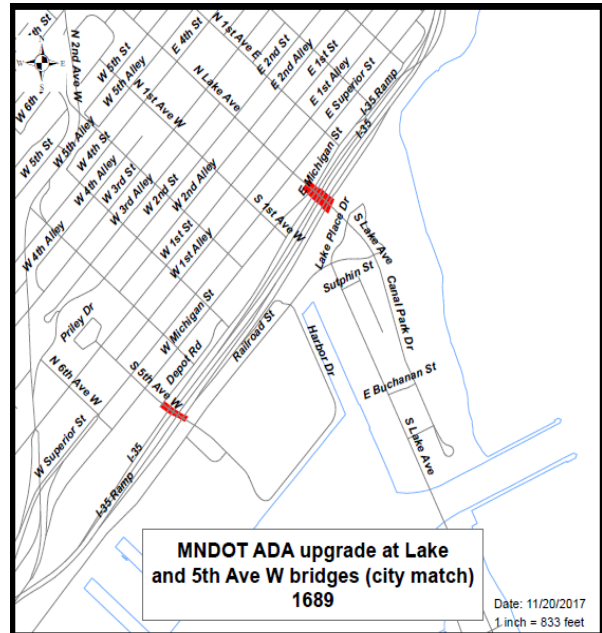 N
W
E
S
7th St
N 2nd Ave W
E 4th St
N 1st Ave E
E 2nd St
E 2nd Alley
E 1st St
E 1st Alley
E Superior St
I-35 Ramp
I-35
W 6th St
W 5th St
W 5th Alley
N 1st Ave W
N Lake Ave
W 5th St
W 5th Alley
W 4th St
W 4th Alley
W 3rd St
W 3rd Alley
W 2nd St
W 2nd Alley
E Michigan St
S 1st Ave W
Lake Place Dr
S Lake Ave
W 4th Alley
W 1st St
W 1st Alley
Sutphin St
Canal Park Dr
Priley Dr
W Michigan St
Depot Rd
Railroad St
Harbor Dr
N 6th Ave W
S 5th Ave W
E Buchanan St
W Superior St
I-35
I-35 Ramp
S Lake Ave
MNDOT ADA upgrade at Lake
and 5th Ave W bridges (city match)
1689
Date: 11/20/2017
1 inch = 833 feet